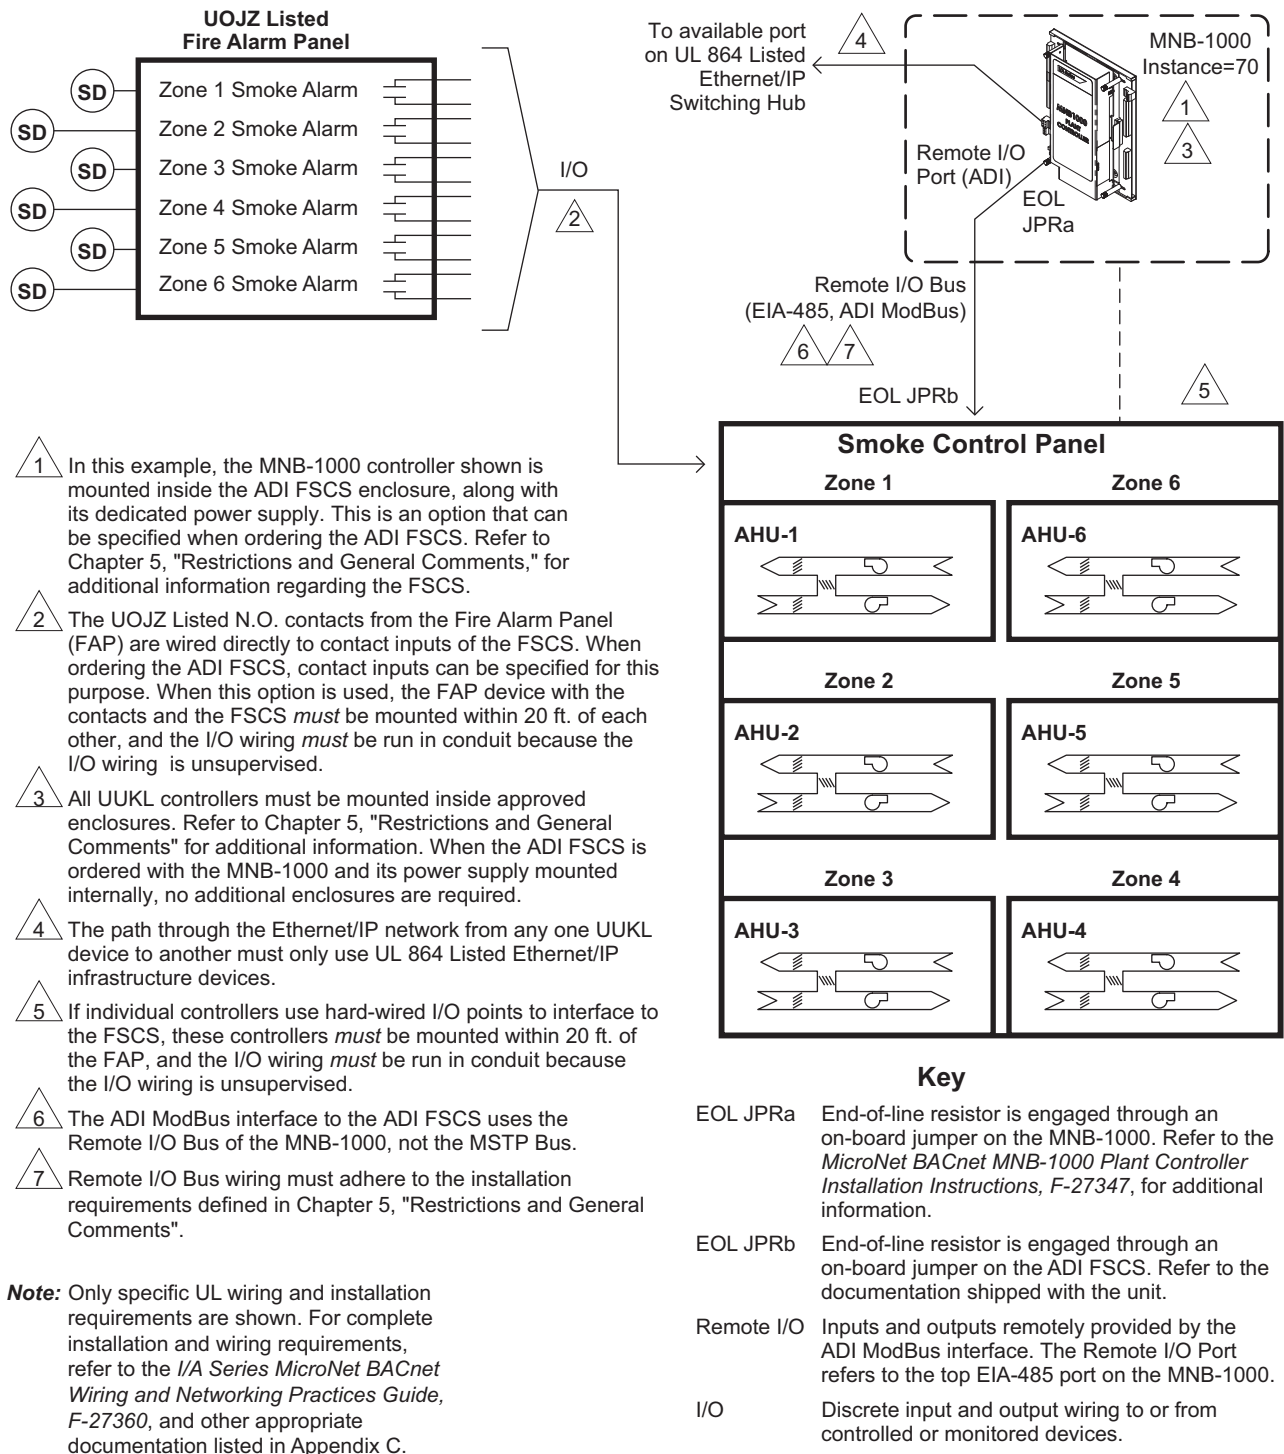 UOJZ Listed
Fire Alarm Panel
SD
SD
SD
SD
SD
SD
Zone 1 Smoke Alarm
Zone 2 Smoke Alarm
Zone 3 Smoke Alarm
Zone 4 Smoke Alarm
Zone 5 Smoke Alarm
Zone 6 Smoke Alarm
I/O
2
To available port
on UL 864 Listed
Ethernet/IP
Switching Hub
4
MNB-1000
Instance=70
1
3
MNB1000
PLANT
CONTROLLER
Remote I/O
Port (ADI)
EOL
JPRa
Remote I/O Bus
(EIA-485, ADI ModBus)
6
7
EOL JPRb
5
Smoke Control Panel
Zone 1
Zone 6
AHU-1
AHU-6
Zone 2
Zone 5
AHU-2
AHU-5
Zone 3
Zone 4
AHU-3
AHU-4
1 In this example, the MNB-1000 controller shown is
mounted inside the ADI FSCS enclosure, along with
its dedicated power supply. This is an option that can
be specified when ordering the ADI FSCS. Refer to
Chapter 5, "Restrictions and General Comments," for
additional information regarding the FSCS.
2 The UOJZ Listed N.O. contacts from the Fire Alarm Panel
(FAP) are wired directly to contact inputs of the FSCS. When
ordering the ADI FSCS, contact inputs can be specified for this
purpose. When this option is used, the FAP device with the
contacts and the FSCS must be mounted within 20 ft. of each
other, and the I/O wiring must be run in conduit because the
I/O wiring is unsupervised.
3 All UUKL controllers must be mounted inside approved
enclosures. Refer to Chapter 5, "Restrictions and General
Comments" for additional information. When the ADI FSCS is
ordered with the MNB-1000 and its power supply mounted
internally, no additional enclosures are required.
4 The path through the Ethernet/IP network from any one UUKL
device to another must only use UL 864 Listed Ethernet/IP
infrastructure devices.
5 If individual controllers use hard-wired I/O points to interface to
the FSCS, these controllers must be mounted within 20 ft. of
the FAP, and the I/O wiring must be run in conduit because
the I/O wiring is unsupervised.
6 The ADI ModBus interface to the ADI FSCS uses the
Remote I/O Bus of the MNB-1000, not the MSTP Bus.
7 Remote I/O Bus wiring must adhere to the installation
requirements defined in Chapter 5, "Restrictions and General
Comments".
Note: Only specific UL wiring and installation
requirements are shown. For complete
installation and wiring requirements,
refer to the I/A Series MicroNet BACnet
Wiring and Networking Practices Guide,
F-27360, and other appropriate
documentation listed in Appendix C.
Key
EOL JPRa End-of-line resistor is engaged through an
on-board jumper on the MNB-1000. Refer to the
MicroNet BACnet MNB-1000 Plant Controller
Installation Instructions, F-27347, for additional
information.
EOL JPRb End-of-line resistor is engaged through an
on-board jumper on the ADI FSCS. Refer to the
documentation shipped with the unit.
Remote I/O Inputs and outputs remotely provided by the
ADI ModBus interface. The Remote I/O Port
refers to the top EIA-485 port on the MNB-1000.
I/O Discrete input and output wiring to or from
controlled or monitored devices.